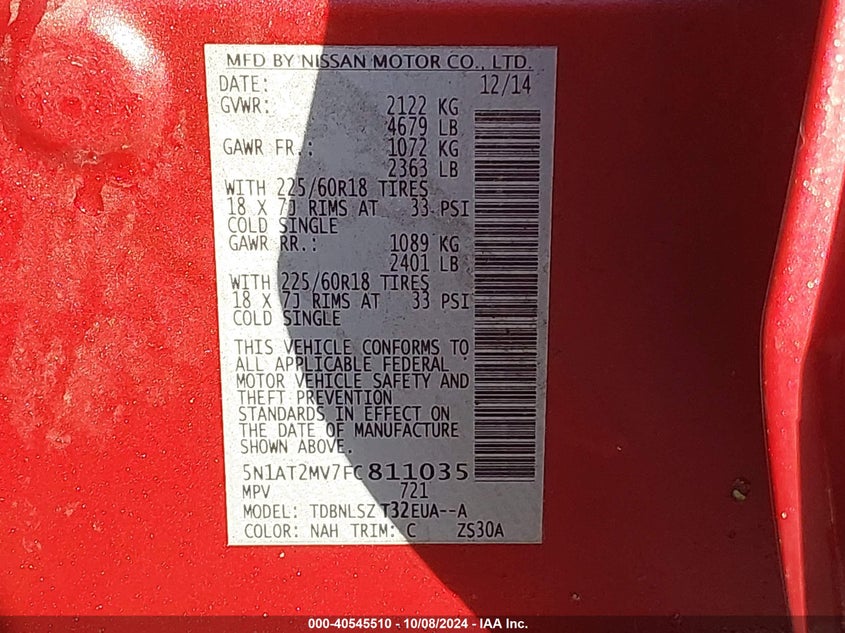 MFD BY NISSAN MOTOR CO., LTD.
DATE: 12/14
GVWR: 2122 KG
4679 LB
GAWR FR.: 1072 KG
2363 LB
WITH 225/60R18 TIRES
18 X 7J RIMS AT 33 PSI
COLD SINGLE
GAWR RR.: 1089 KG
2401 LB
WITH 225/60R18 TIRES
18 X 7J RIMS AT 33 PSI
COLD SINGLE
THIS VEHICLE CONFORMS TO
ALL APPLICABLE FEDERAL
MOTOR VEHICLE SAFETY AND
THEFT PREVENTION
STANDARDS IN EFFECT ON
THE DATE OF MANUFACTURE
SHOWN ABOVE.
5N1AT2MV7FC811035
MPV 721
MODEL: TDBNLSZ T32EUA--A
COLOR: NAH TRIM: C ZS30A
000-40545510 - 10/08/2024 - IAA Inc.